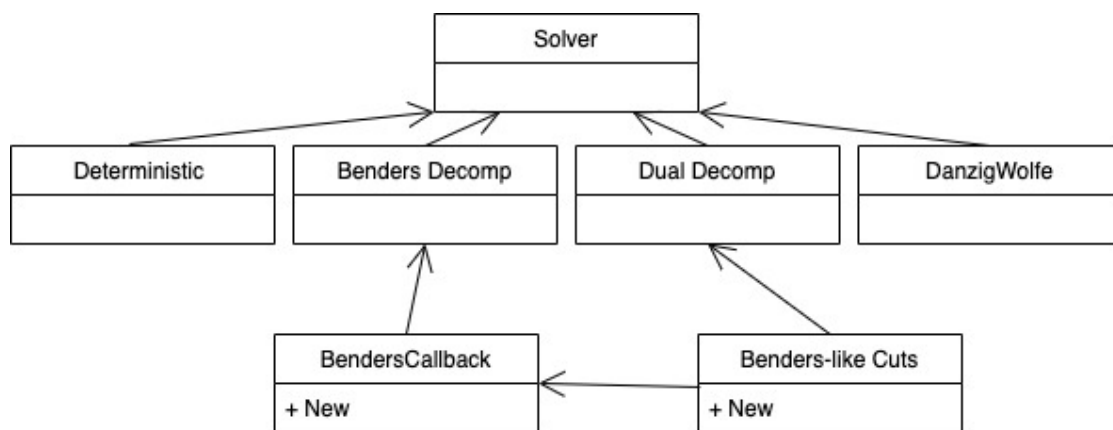 Solver
Deterministic
Benders Decomp
Dual Decomp
DanzigWolfe
BendersCallback
Benders-like Cuts
+ New
+ New